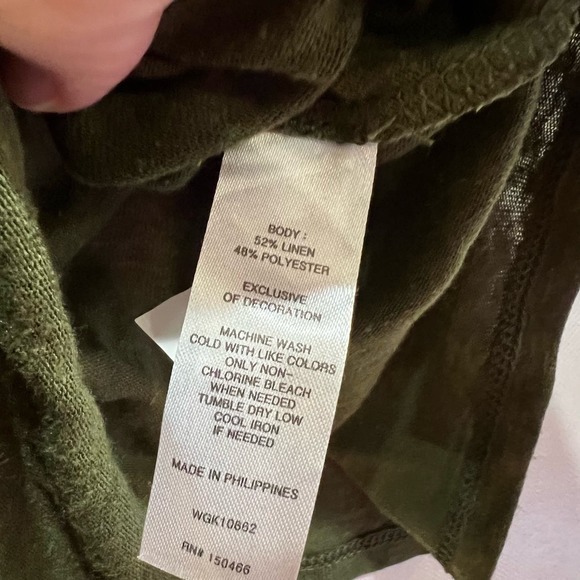 BODY :
52% LINEN
48% POLYESTER
EXCLUSIVE
OF DECORATION
MACHINE WASH
COLD WITH LIKE COLORS
ONLY NON-
CHLORINE BLEACH
WHEN NEEDED
TUMBLE DRY LOW
COOL IRON
IF NEEDED
MADE IN PHILIPPINES
WGK10662
RN# 150466